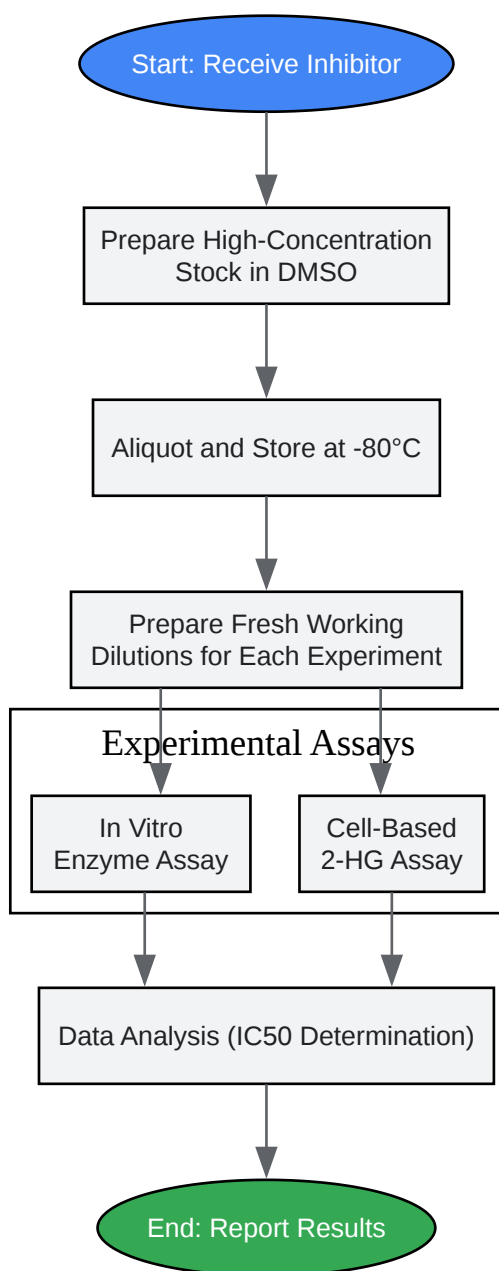 Start: Receive Inhibitor
Prepare High-Concentration
Stock in DMSO
Aliquot and Store at -80°C
Prepare Fresh Working
Dilutions for Each Experiment
Experimental Assays
In Vitro
Enzyme Assay
Cell-Based
2-HG Assay
Data Analysis (IC50 Determination)
End: Report Results